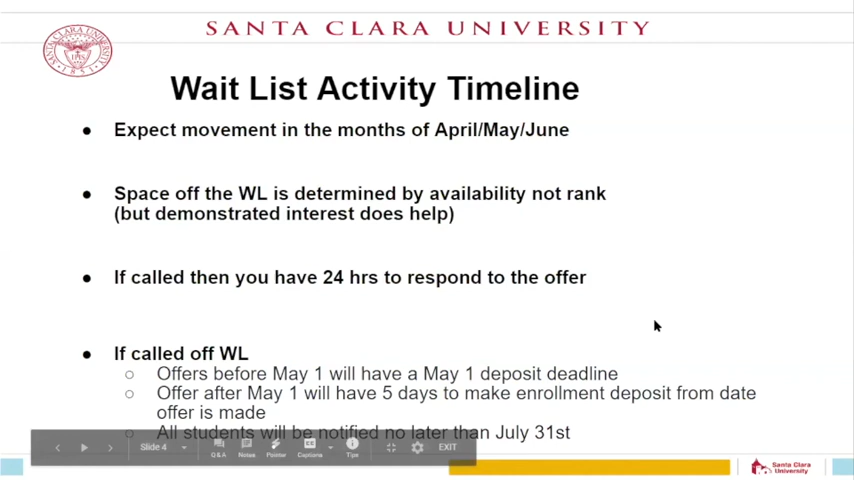 SANTA CLARA UNIVERSITY
1851
Wait List Activity Timeline
● Expect movement in the months of April/May/June
● Space off the WL is determined by availability not rank
(but demonstrated interest does help)
● If called then you have 24 hrs to respond to the offer
● If called off WL
○ Offers before May 1 will have a May 1 deposit deadline
○ Offer after May 1 will have 5 days to make enrollment deposit from date
offer is made
○ All students will be notified no later than July 31st
Slide 4 Q&A Notes Pointer Captions Tips EXIT
Santa Clara
University